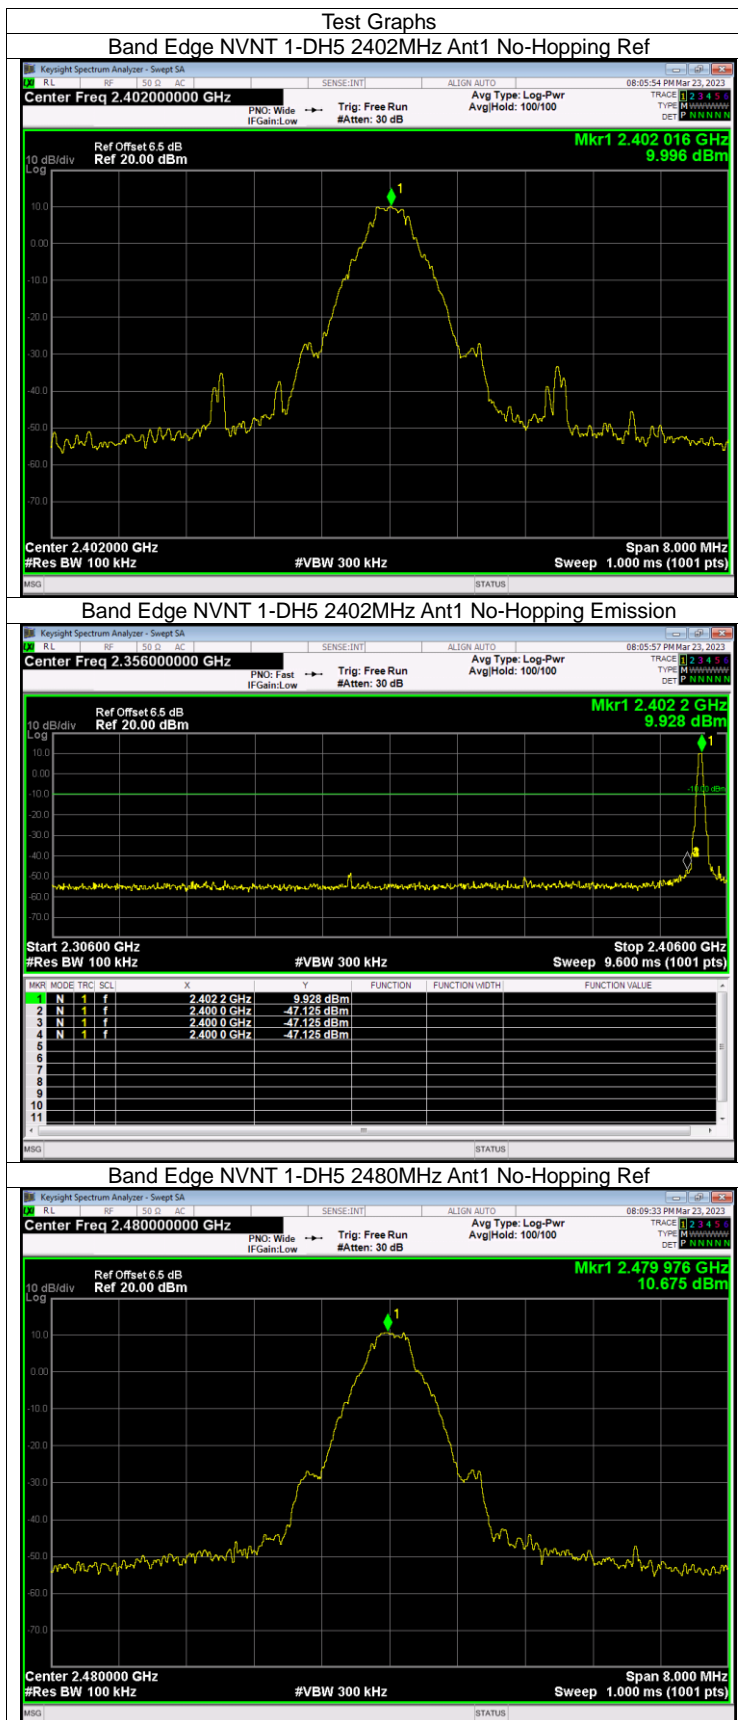 Test Graphs
Band Edge NVNT 1-DH5 2402MHz Ant1 No-Hopping Ref
Keysight Spectrum Analyzer - Swept SA
RL RF 50 Ω AC SENSE:INT ALIGN AUTO 08:05:54 PM Mar 23, 2023
Center Freq 2.402000000 GHz
PNO: Wide Trig: Free Run Avg Type: Log-Pwr TRACE 1 2 3 4 5 6
IFGain:Low #Atten: 30 dB Avg|Hold: 100/100 TYPE M WWWWW
DET P N N N N N
Mkr1 2.402 016 GHz
9.996 dBm
Ref Offset 6.5 dB
10 dB/div Ref 20.00 dBm
Log
1
10.0
0.00
-10.0
-20.0
-30.0
-40.0
-50.0
-60.0
-70.0
Center 2.402000 GHz Span 8.000 MHz
#Res BW 100 kHz #VBW 300 kHz Sweep 1.000 ms (1001 pts)
MSG STATUS
Band Edge NVNT 1-DH5 2402MHz Ant1 No-Hopping Emission
Keysight Spectrum Analyzer - Swept SA
RL RF 50 Ω AC SENSE:INT ALIGN AUTO 08:05:57 PM Mar 23, 2023
Center Freq 2.356000000 GHz
PNO: Fast Trig: Free Run Avg Type: Log-Pwr TRACE 1 2 3 4 5 6
IFGain:Low #Atten: 30 dB Avg|Hold: 100/100 TYPE M WWWWW
DET P N N N N N
Mkr1 2.402 2 GHz
9.928 dBm
Ref Offset 6.5 dB
10 dB/div Ref 20.00 dBm
Log
1
10.0
0.00
-10.0
-10.00 dBm
-20.0
-30.0
-40.0
-50.0
-60.0
-70.0
Start 2.30600 GHz Stop 2.40600 GHz
#Res BW 100 kHz #VBW 300 kHz Sweep 9.600 ms (1001 pts)
MKR MODE TRC SCL X Y FUNCTION FUNCTION WIDTH FUNCTION VALUE
1 N 1 f 2.402 2 GHz 9.928 dBm
2 N 1 f 2.400 0 GHz -47.125 dBm
3 N 1 f 2.400 0 GHz -47.125 dBm
4 N 1 f 2.400 0 GHz -47.125 dBm
5
6
7
8
9
10
11
MSG STATUS
Band Edge NVNT 1-DH5 2480MHz Ant1 No-Hopping Ref
Keysight Spectrum Analyzer - Swept SA
RL RF 50 Ω AC SENSE:INT ALIGN AUTO 08:09:33 PM Mar 23, 2023
Center Freq 2.480000000 GHz
PNO: Wide Trig: Free Run Avg Type: Log-Pwr TRACE 1 2 3 4 5 6
IFGain:Low #Atten: 30 dB Avg|Hold: 100/100 TYPE M WWWWW
DET P N N N N N
Mkr1 2.479 976 GHz
10.675 dBm
Ref Offset 6.5 dB
10 dB/div Ref 20.00 dBm
Log
1
10.0
0.00
-10.0
-20.0
-30.0
-40.0
-50.0
-60.0
-70.0
Center 2.480000 GHz Span 8.000 MHz
#Res BW 100 kHz #VBW 300 kHz Sweep 1.000 ms (1001 pts)
MSG STATUS